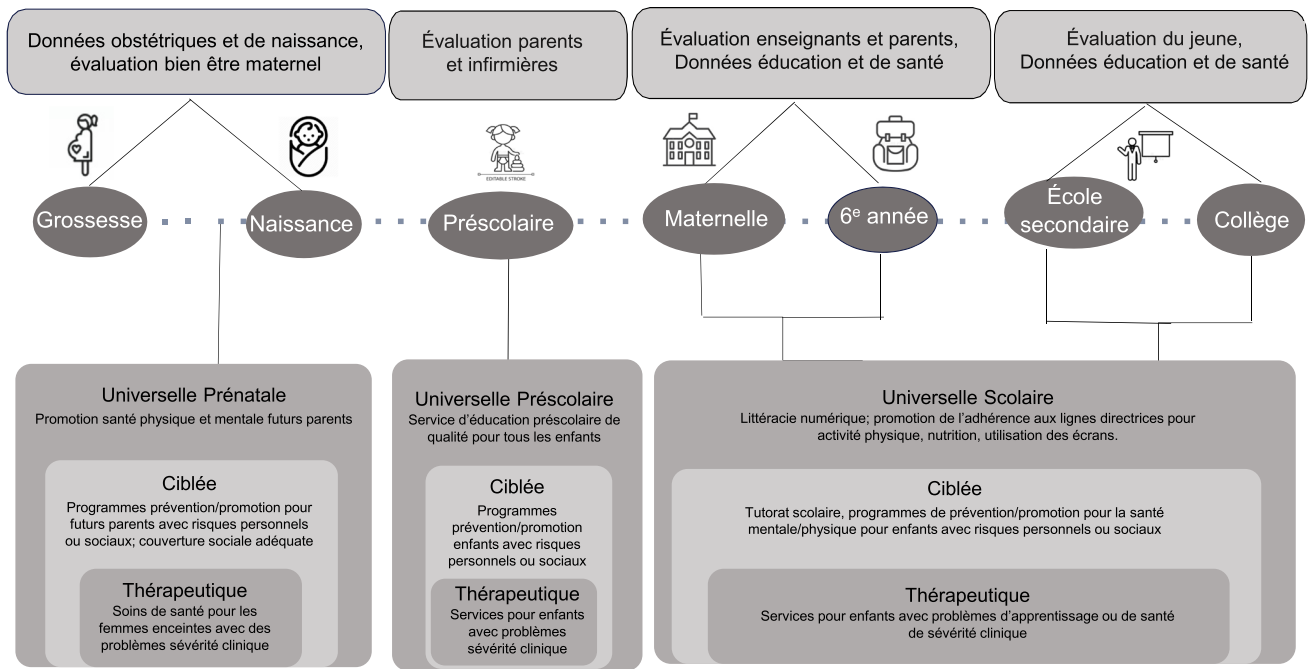 Données obstétriques et de naissance,
évaluation bien être maternel
Évaluation parents
et infirmières
Évaluation enseignants et parents,
Données éducation et de santé
Évaluation du jeune,
Données éducation et de santé
EDITABLE STROKE
Grossesse
Naissance
Préscolaire
Maternelle
6e année
École
secondaire
Collège
Universelle Prénatale
Promotion santé physique et mentale futurs parents
Ciblée
Programmes prévention/promotion pour
futurs parents avec risques personnels
ou sociaux; couverture sociale adéquate
Thérapeutique
Soins de santé pour les
femmes enceintes avec des
problèmes sévérité clinique
Universelle Préscolaire
Service d’éducation préscolaire de
qualité pour tous les enfants
Ciblée
Programmes
prévention/promotion
enfants avec risques
personnels ou sociaux
Thérapeutique
Services pour enfants
avec problèmes
sévérité clinique
Universelle Scolaire
Littéracie numérique; promotion de l’adhérence aux lignes directrices pour
activité physique, nutrition, utilisation des écrans.
Ciblée
Tutorat scolaire, programmes de prévention/promotion pour la santé
mentale/physique pour enfants avec risques personnels ou sociaux
Thérapeutique
Services pour enfants avec problèmes d’apprentissage ou de santé
de sévérité clinique